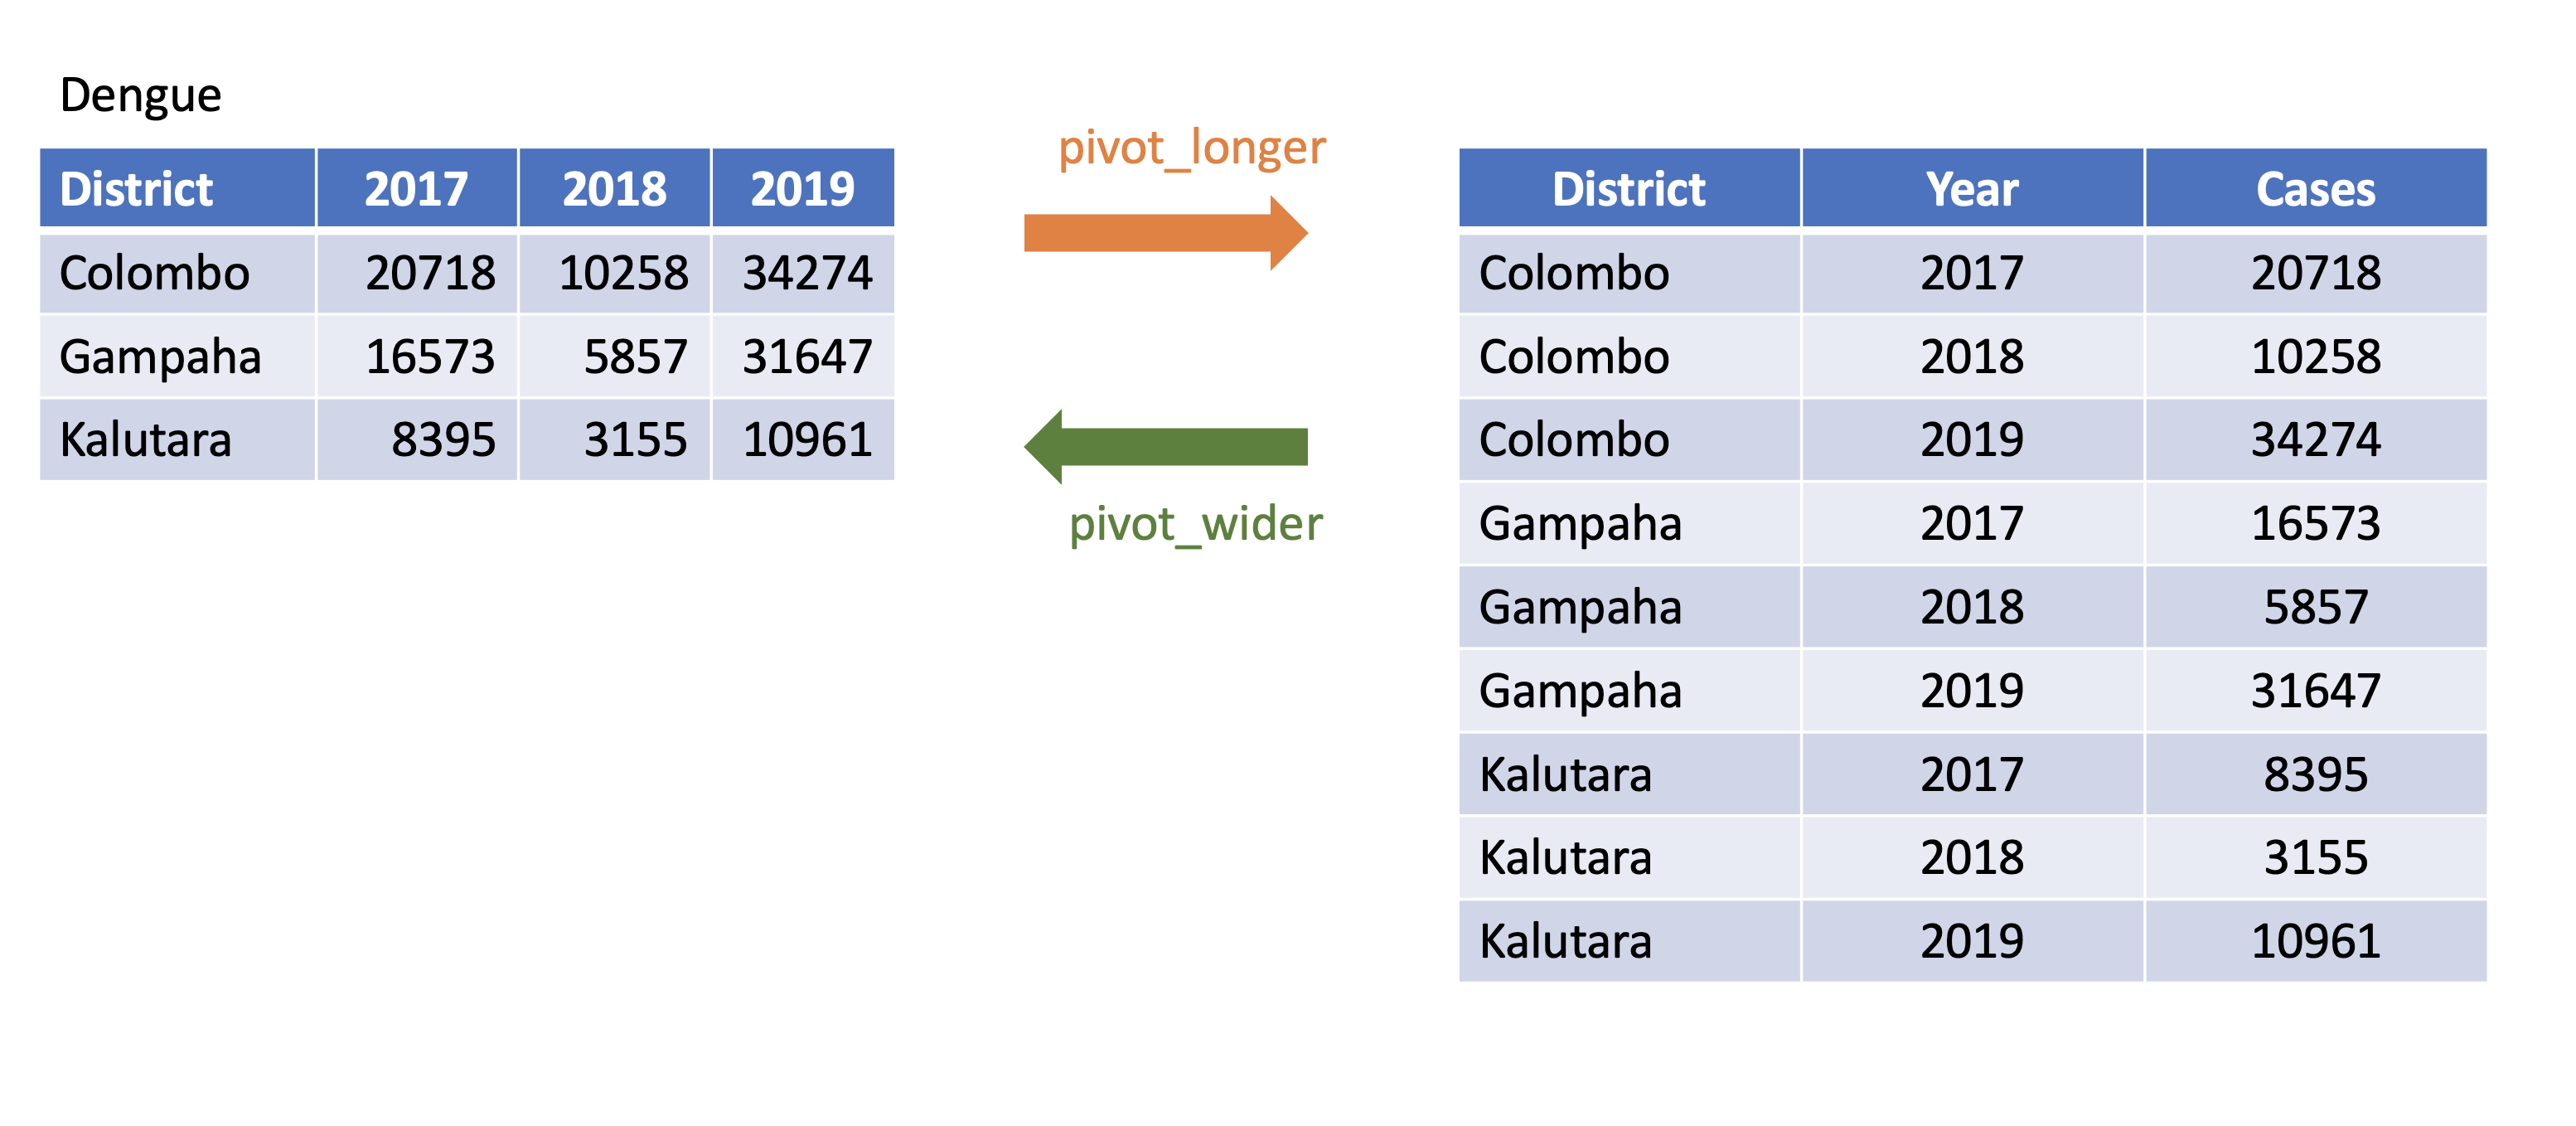 Dengue
District 2017 2018 2019
Colombo 20718 10258 34274
Gampaha 16573 5857 31647
Kalutara 8395 3155 10961
pivot_longer
pivot_wider
District Year Cases
Colombo 2017 20718
Colombo 2018 10258
Colombo 2019 34274
Gampaha 2017 16573
Gampaha 2018 5857
Gampaha 2019 31647
Kalutara 2017 8395
Kalutara 2018 3155
Kalutara 2019 10961